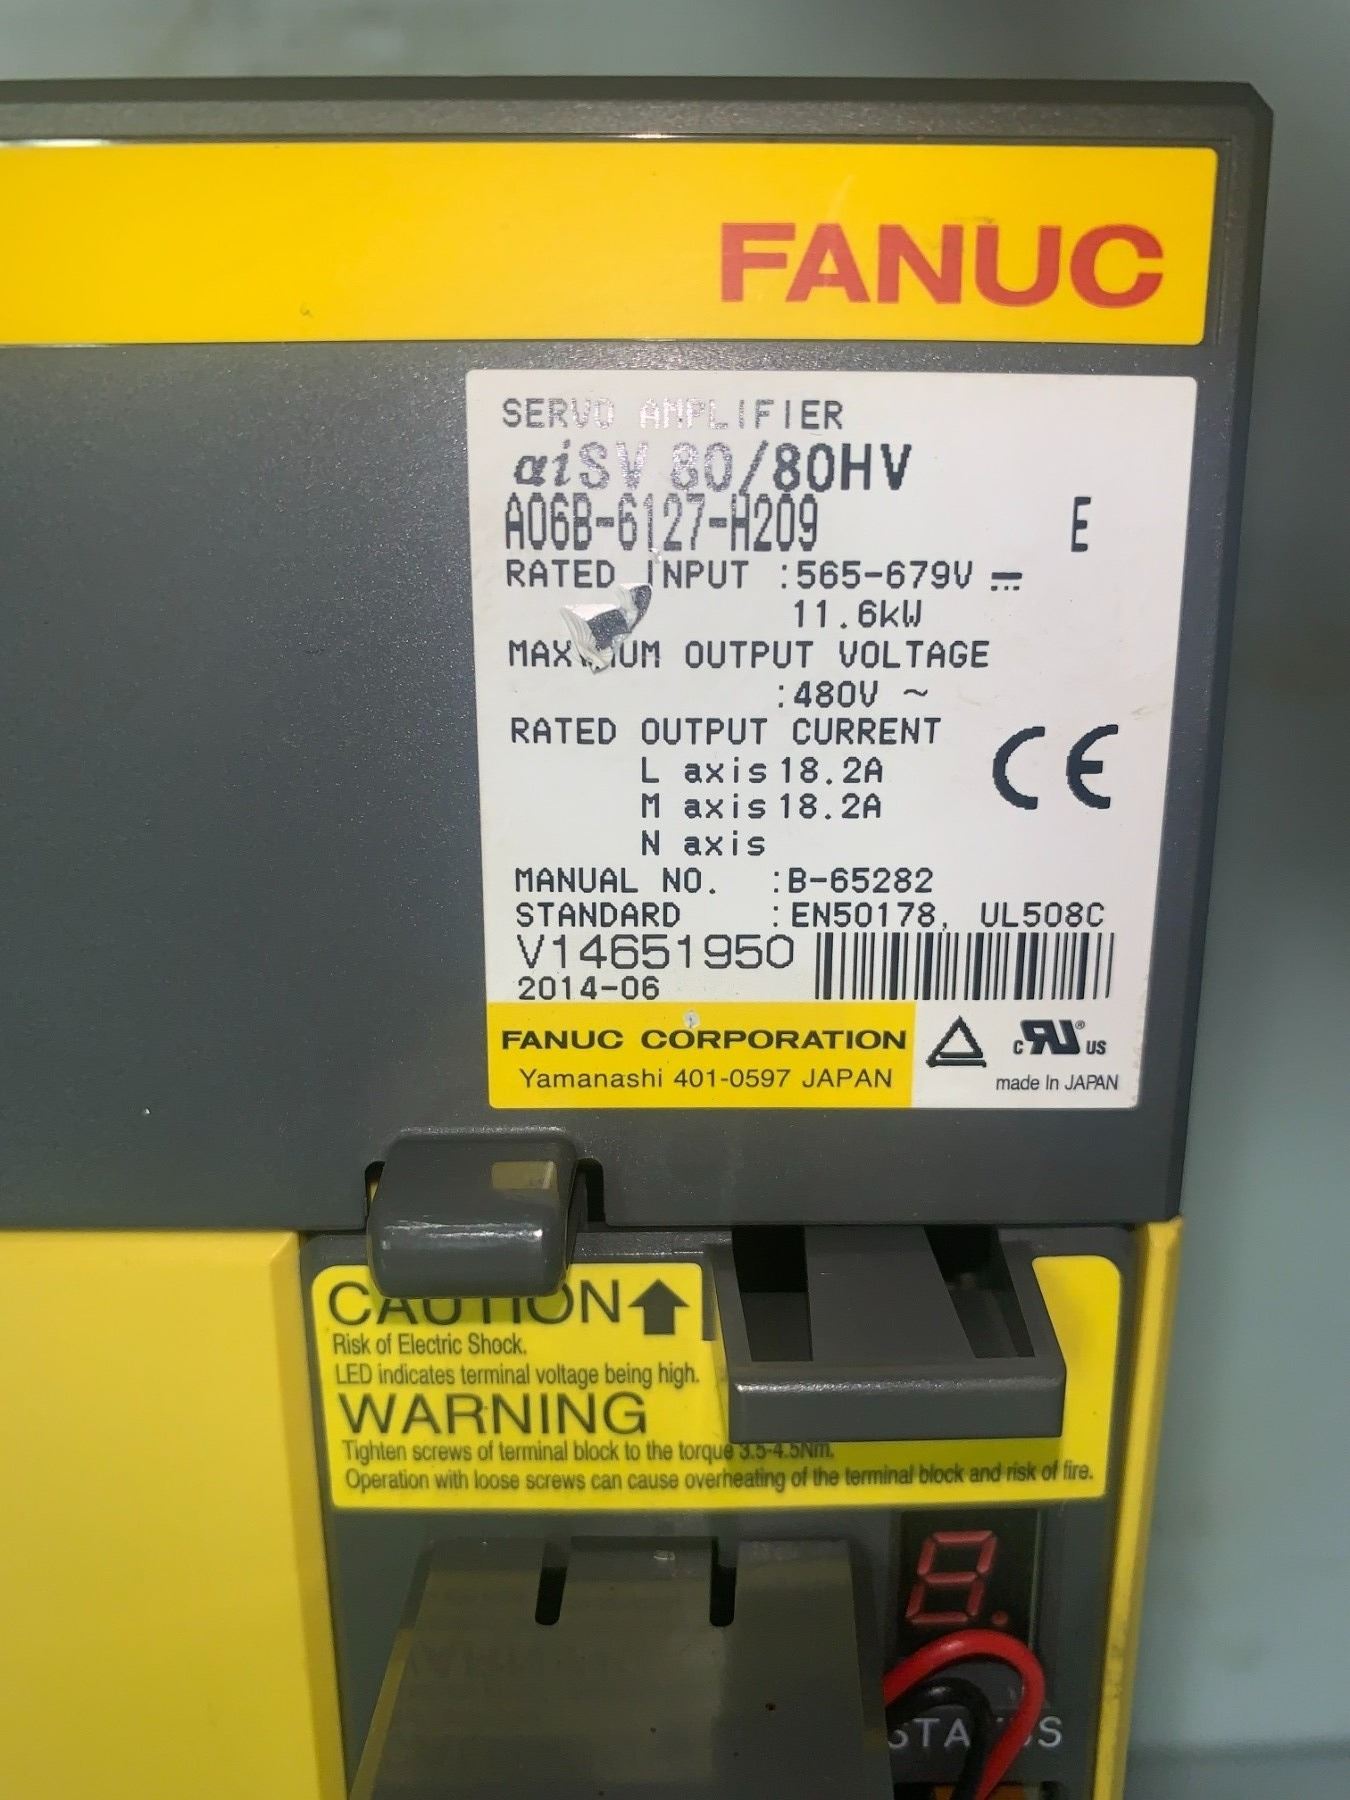 FANUC
SERVO AMPLIFIER
αiSV 80/80HV
A06B-6127-H209 E
RATED INPUT :565-679V ⎓
11.6kW
MAXIMUM OUTPUT VOLTAGE
:480V ~
RATED OUTPUT CURRENT
L axis 18.2A
M axis 18.2A
N axis
CE
MANUAL NO. :B-65282
STANDARD :EN50178, UL508C
V14651950
2014-06
FANUC CORPORATION
Yamanashi 401-0597 JAPAN
c RU ® US
made In JAPAN
CAUTION
Risk of Electric Shock.
LED indicates terminal voltage being high.
WARNING
Tighten screws of terminal block to the torque 3.5-4.5Nm.
Operation with loose screws can cause overheating of the terminal block and risk of fire.
8.
STATUS